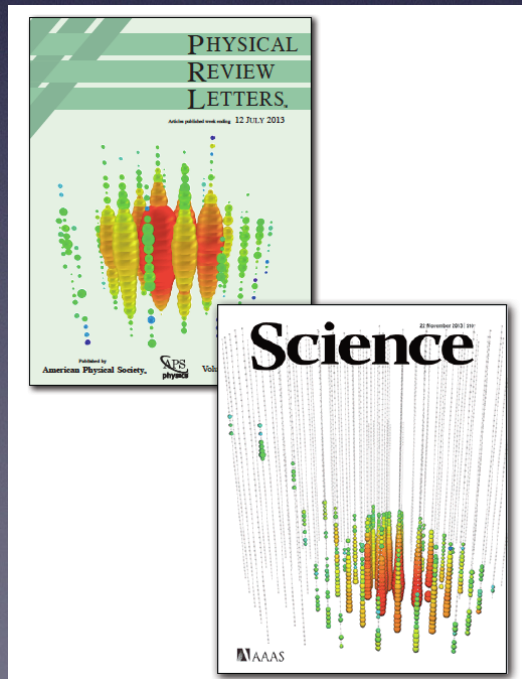 PHYSICAL
REVIEW
LETTERS
Articles published week ending 12 JULY 2013
Published by
American Physical Society
APS
physics
Volu
22 November 2013
Science
AAAS